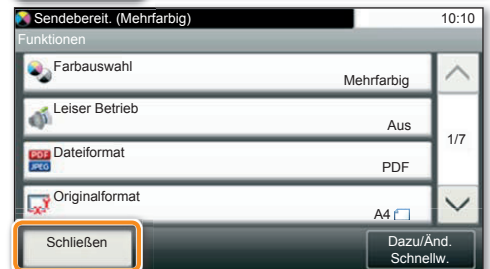 Sendebereit. (Mehrfarbig) 10:10
Funktionen
Farbauswahl
Mehrfarbig
Leiser Betrieb
Aus
1/7
PDF Dateiformat
JPEG
PDF
Originalformat
A4
Schließen
Dazu/Änd.
Schnellw.